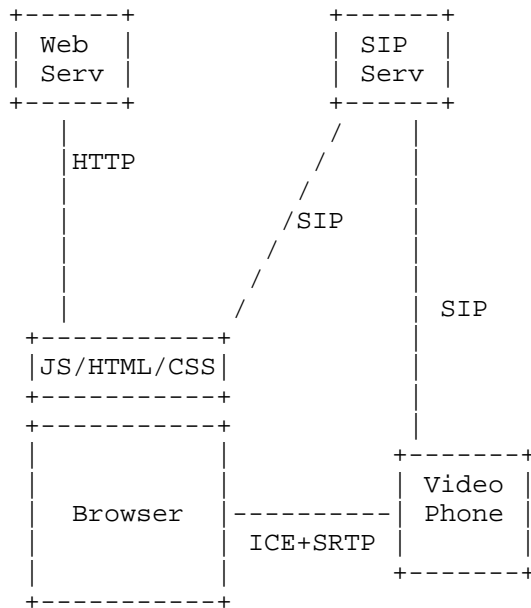 Web
Serv
SIP
Serv
HTTP
SIP
SIP
JS/HTML/CSS
Video
Phone
Browser
ICE+SRTP